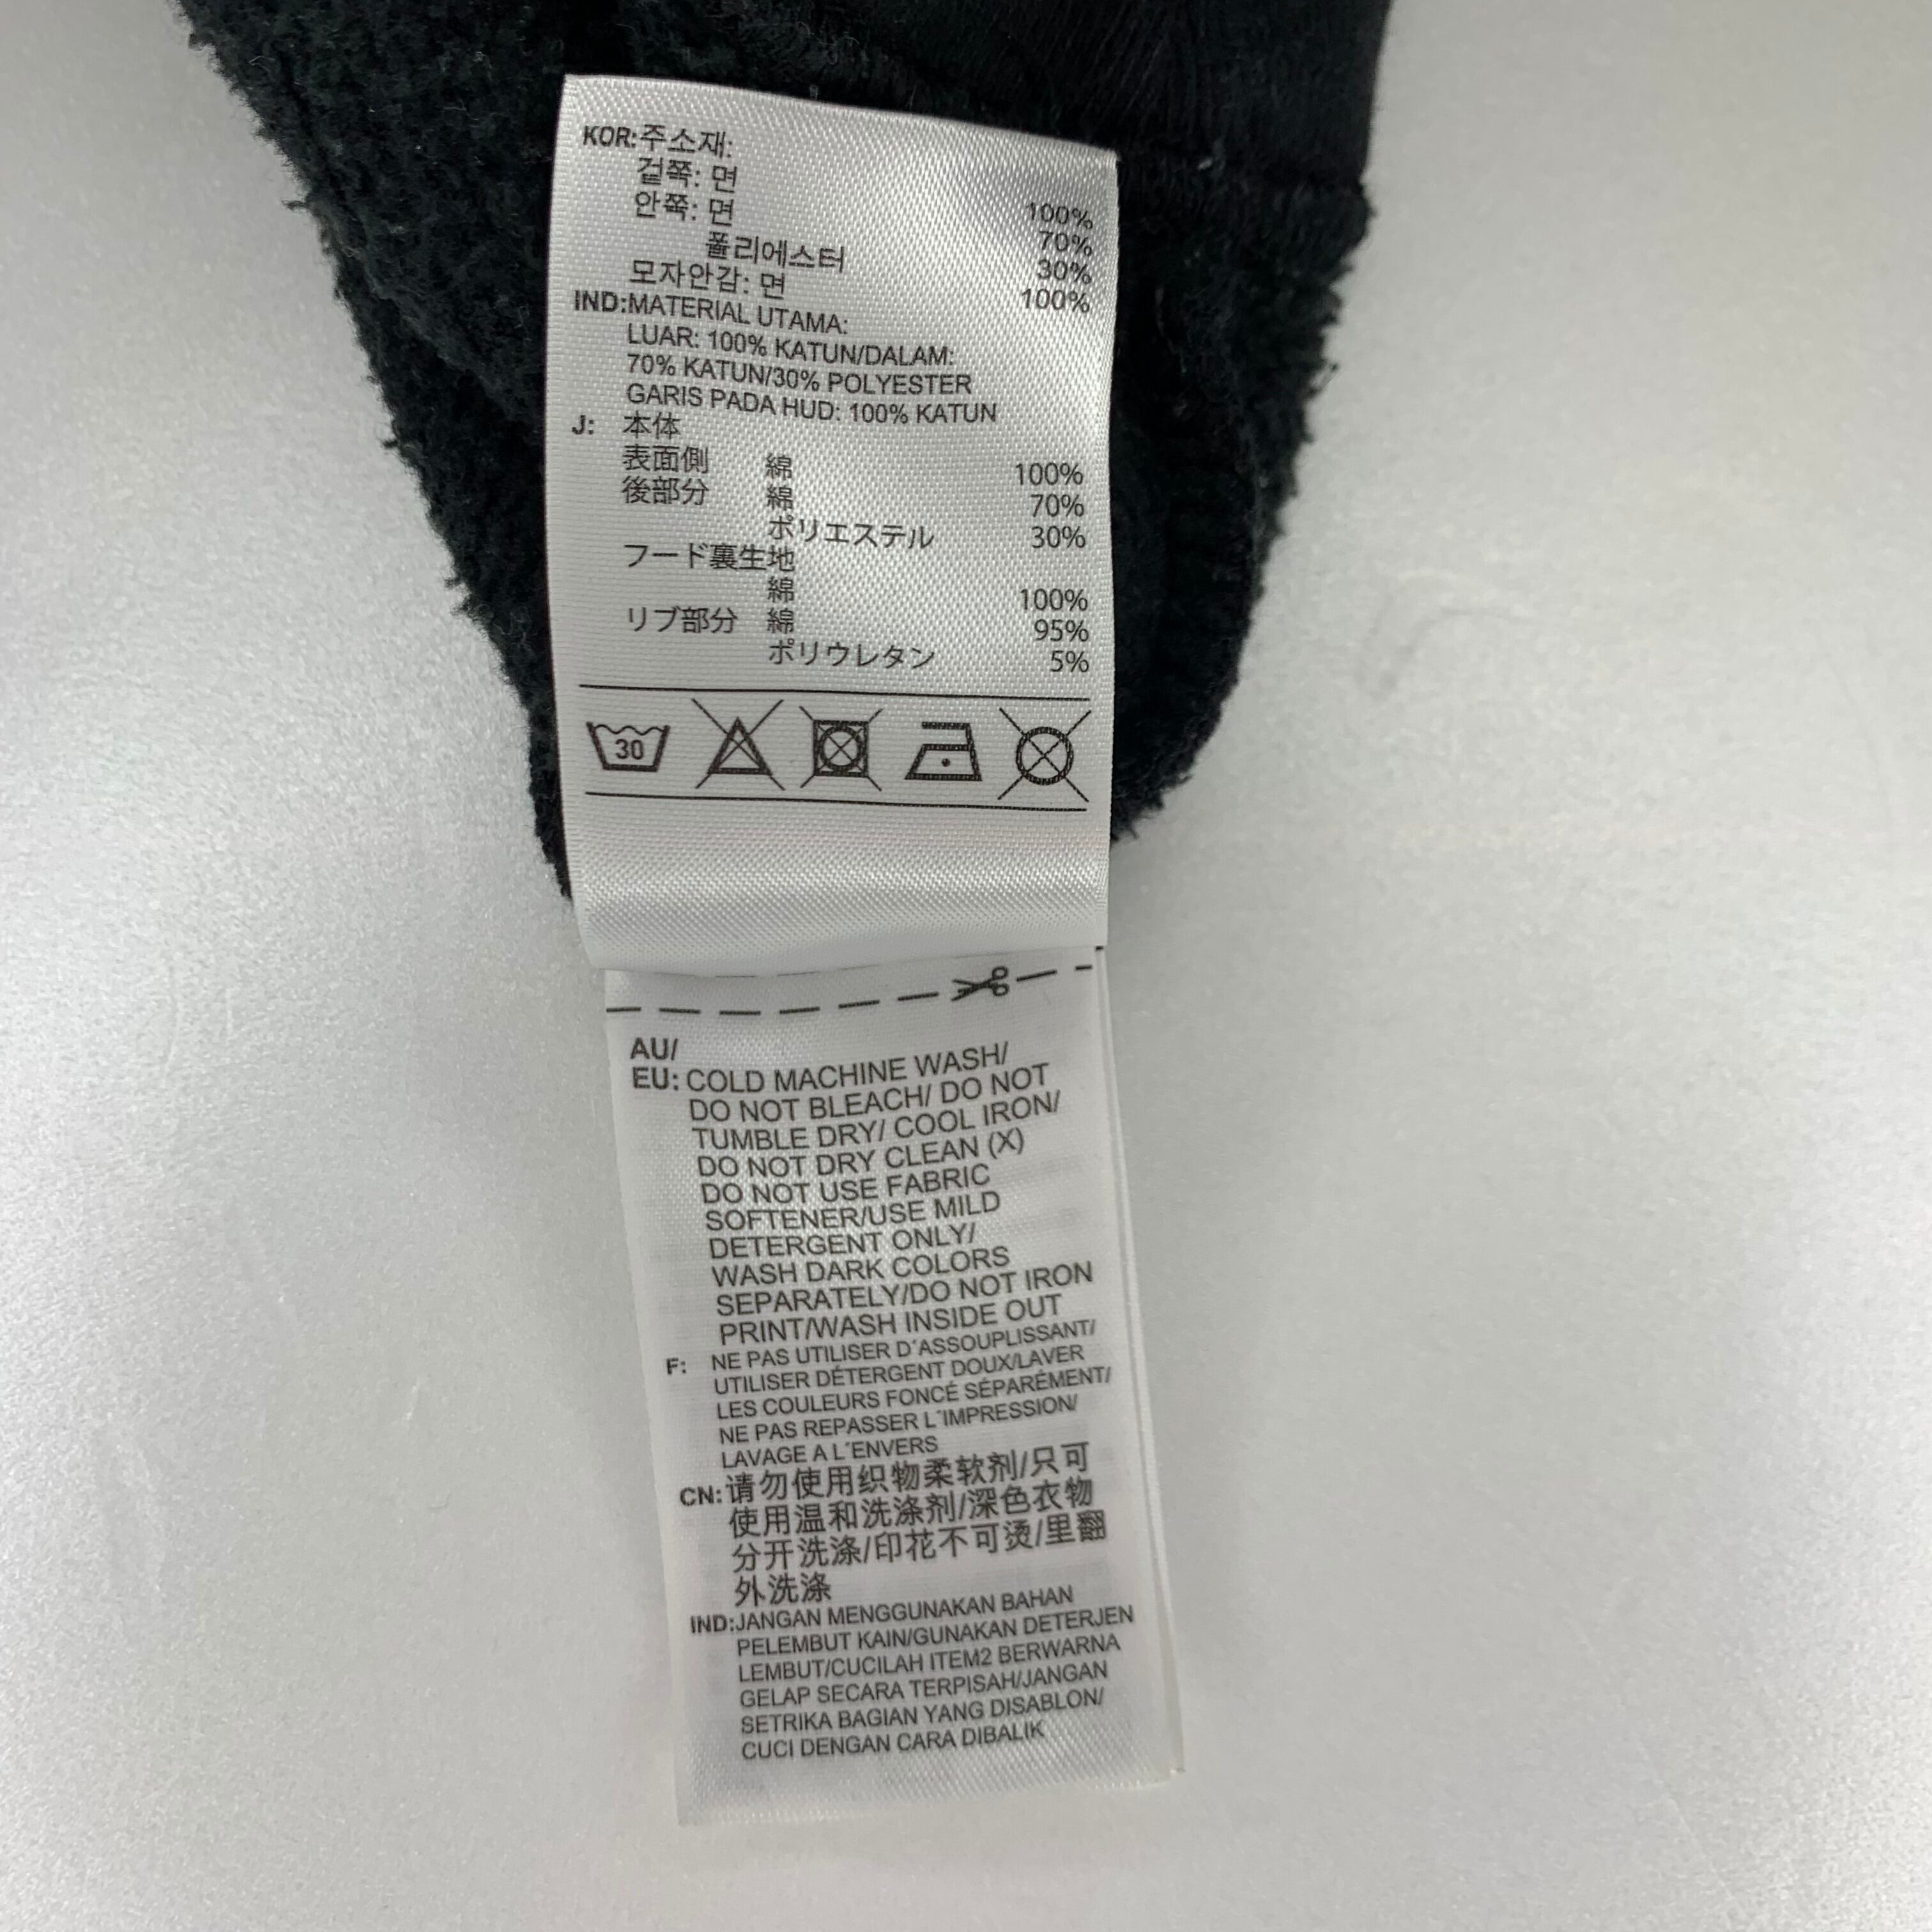 KOR:주소재:
겉쪽: 면 100%
안쪽: 면 70%
폴리에스터 30%
모자안감: 면 100%
IND:MATERIAL UTAMA:
LUAR: 100% KATUN/DALAM:
70% KATUN/30% POLYESTER
GARIS PADA HUD: 100% KATUN
J: 本体
表面側 綿 100%
後部分 綿 70%
ポリエステル 30%
フード裏生地
綿 100%
リブ部分 綿 95%
ポリウレタン 5%
30
AU/
EU: COLD MACHINE WASH/
DO NOT BLEACH/ DO NOT
TUMBLE DRY/ COOL IRON/
DO NOT DRY CLEAN (X)
DO NOT USE FABRIC
SOFTENER/USE MILD
DETERGENT ONLY/
WASH DARK COLORS
SEPARATELY/DO NOT IRON
PRINT/WASH INSIDE OUT
F: NE PAS UTILISER D´ASSOUPLISSANT/
UTILISER DÉTERGENT DOUX/LAVER
LES COULEURS FONCÉ SÉPARÉMENT/
NE PAS REPASSER L´IMPRESSION/
LAVAGE A L´ENVERS
CN:请勿使用织物柔软剂/只可
使用温和洗涤剂/深色衣物
分开洗涤/印花不可烫/里翻
外洗涤
IND:JANGAN MENGGUNAKAN BAHAN
PELEMBUT KAIN/GUNAKAN DETERJEN
LEMBUT/CUCILAH ITEM2 BERWARNA
GELAP SECARA TERPISAH/JANGAN
SETRIKA BAGIAN YANG DISABLON/
CUCI DENGAN CARA DIBALIK